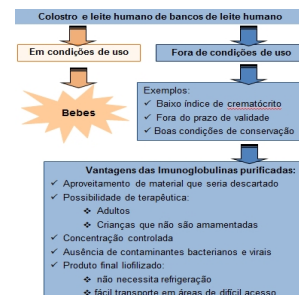 Colostro e leite humano de bancos de leite humano
Em condições de uso
Fora de condições de uso
Bebes
Exemplos:
✓ Baixo índice de crematócrito
✓ Fora do prazo de validade
✓ Boas condições de conservação
Vantagens das Imunoglobulinas purificadas:
✓ Aproveitamento de material que seria descartado
✓ Possibilidade de terapêutica:
❖ Adultos
❖ Crianças que não são amamentadas
✓ Concentração controlada
✓ Ausência de contaminantes bacterianos e virais
✓ Produto final liofilizado:
❖ não necessita refrigeração
❖ fácil transporte em áreas de difícil acesso